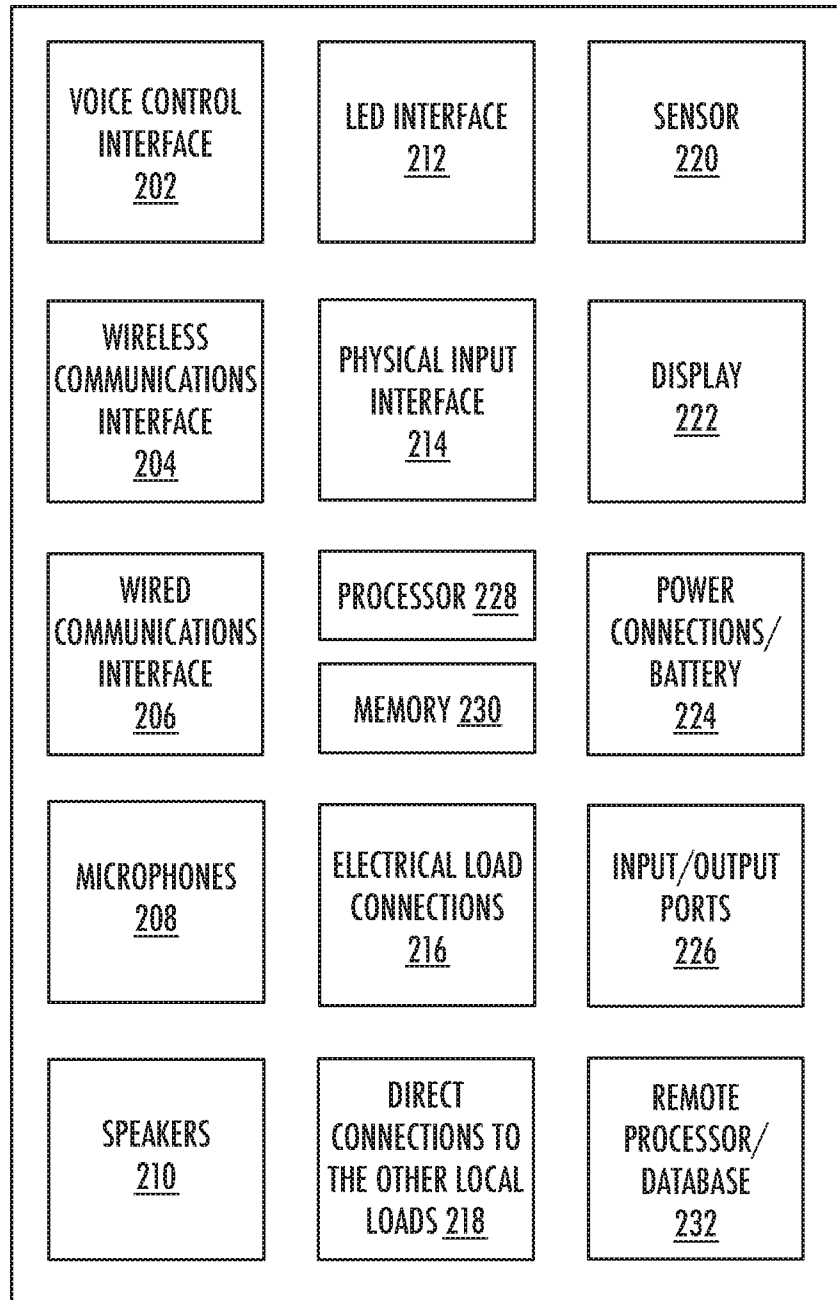 VOICE CONTROL
INTERFACE
202
LED INTERFACE
212
SENSOR
220
WIRELESS
COMMUNICATIONS
INTERFACE
204
PHYSICAL INPUT
INTERFACE
214
DISPLAY
222
WIRED
COMMUNICATIONS
INTERFACE
206
PROCESSOR 228
MEMORY 230
POWER
CONNECTIONS/
BATTERY
224
MICROPHONES
208
ELECTRICAL LOAD
CONNECTIONS
216
INPUT/OUTPUT
PORTS
226
SPEAKERS
210
DIRECT
CONNECTIONS TO
THE OTHER LOCAL
LOADS 218
REMOTE
PROCESSOR/
DATABASE
232